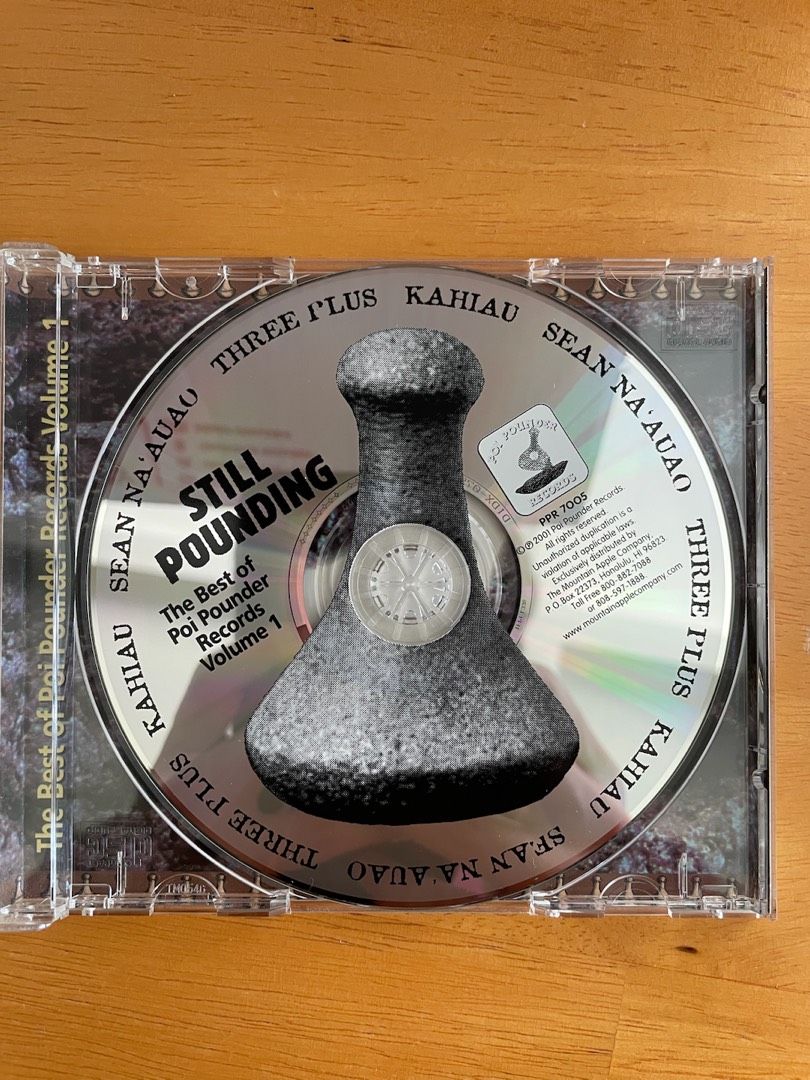 The Best of Poi Pounder Records Volume 1
THREE PLUS KAHIAU SEAN NA‘AUAO THREE PLUS KAHIAU SEAN NA‘AUAO THREE PLUS KAHIAU SEAN NA‘AUAO
STILL
POUNDING
The Best of
Poi Pounder
Records
Volume 1
POI POUNDER
RECORDS
PPR 7005
©℗2001 Poi Pounder Records.
All rights reserved.
Unauthorized duplication is a
violation of applicable laws.
Exclusively distributed by
The Mountain Apple Company,
P O Box 22373, Honolulu, HI 96823
Toll Free 800-882-7088
or 808-597-1888
www.mountainapplecompany.com